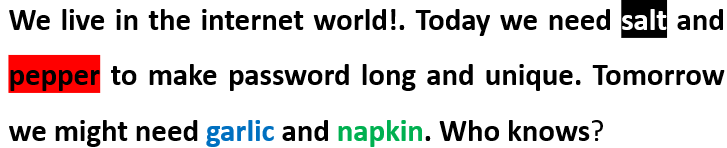 We live in the internet world!. Today we need salt and
pepper to make password long and unique. Tomorrow
we might need garlic and napkin. Who knows?